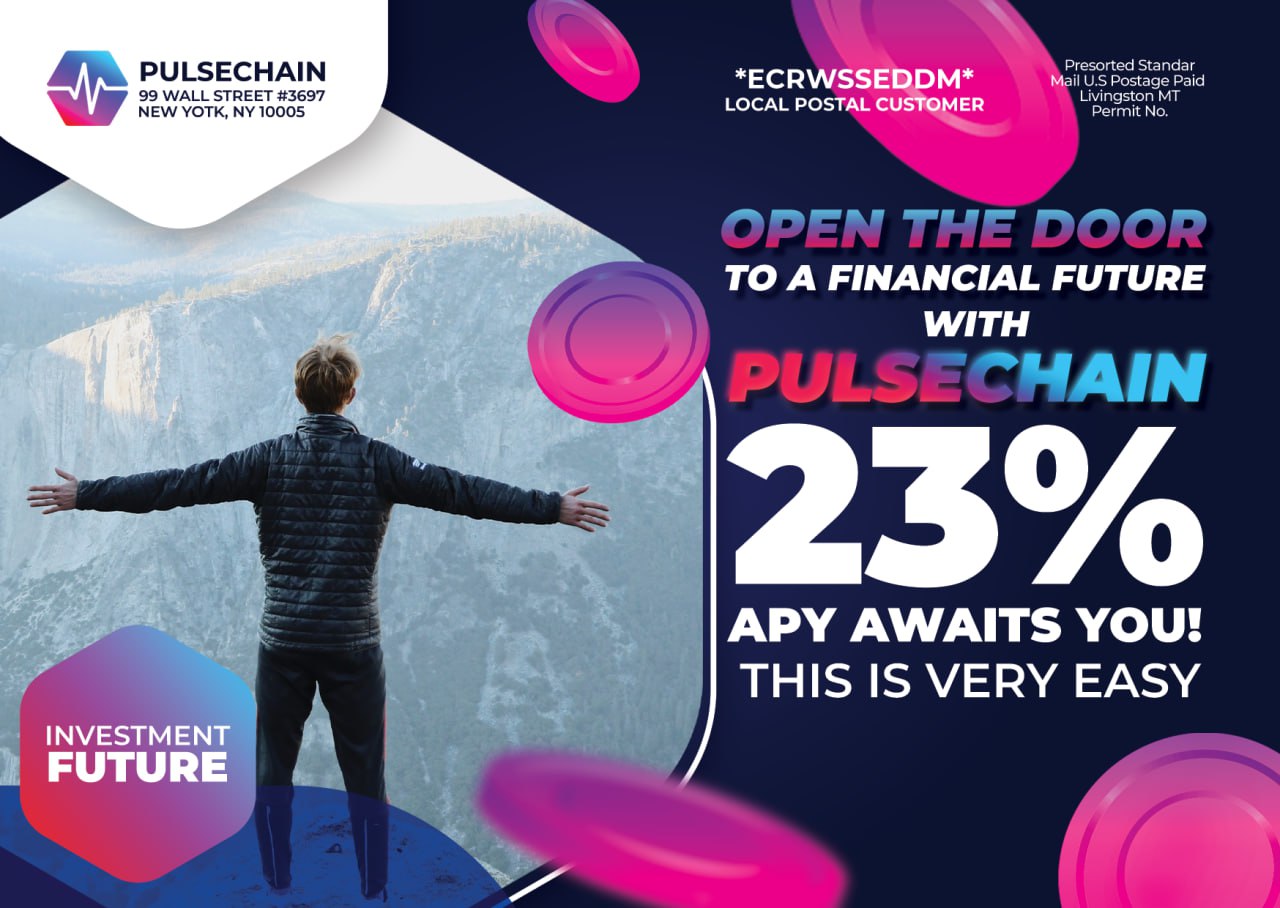 PULSECHAIN
99 WALL STREET #3697
NEW YOTK, NY 10005
*ECRWSSEDDM*
LOCAL POSTAL CUSTOMER
Presorted Standar
Mail U.S Postage Paid
Livingston MT
Permit No.
OPEN THE DOOR
TO A FINANCIAL FUTURE
WITH
PULSECHAIN
23%
APY AWAITS YOU!
THIS IS VERY EASY
INVESTMENT
FUTURE